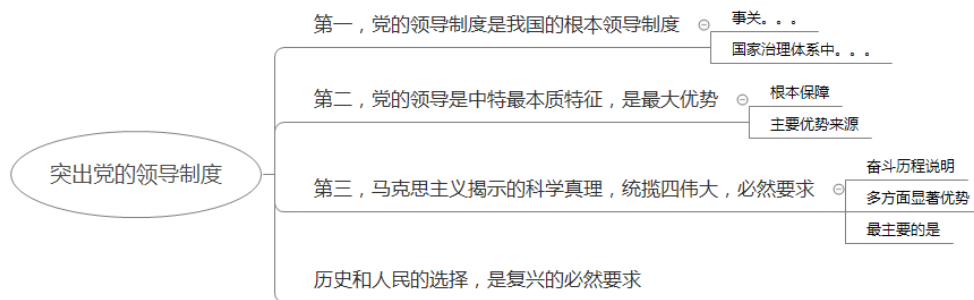 突出党的领导制度
第一，党的领导制度是我国的根本领导制度
事关。。。
国家治理体系中。。。
第二，党的领导是中特最本质特征，是最大优势
根本保障
主要优势来源
第三，马克思主义揭示的科学真理，统揽四伟大，必然要求
奋斗历程说明
多方面显著优势
最主要的是
历史和人民的选择，是复兴的必然要求